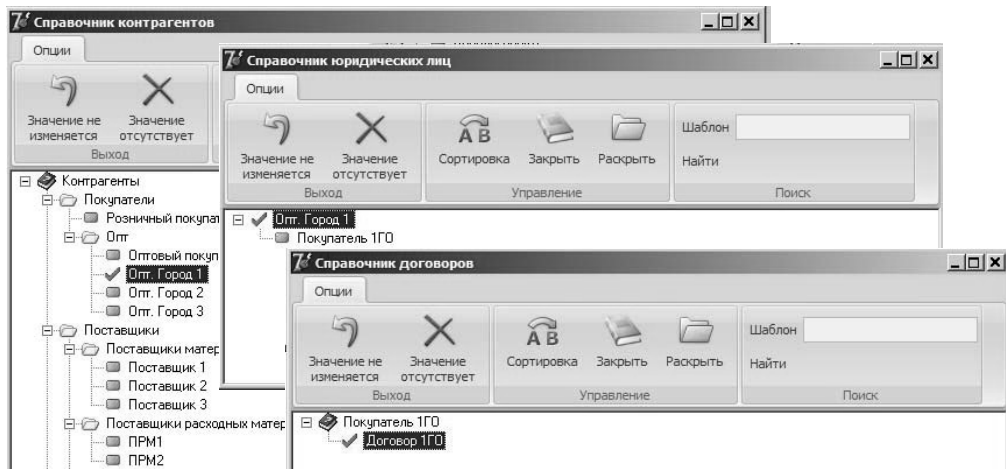 Справочник контрагентов
Опции
Значение не изменяется
Значение отсутствует
Выход
Контрагенты
Покупатели
Розничный
Опт
Оптовый
Опт. Город 1
Опт. Город 2
Опт. Город 3
Поставщики
Поставщики
Поставщик 1
Поставщик 2
Поставщик 3
Поставщики расходных
ПРМ1
ПРМ2
Справочник юридических лиц
Опции
Значение не изменяется
Значение отсутствует
Сортировка
Закрыть
Раскрыть
Шаблон
Найти
Выход
Управление
Поиск
Опт. Город 1
Покупатель 1ГО
Справочник договоров
Опции
Значение не изменяется
Значение отсутствует
Сортировка
Закрыть
Раскрыть
Шаблон
Найти
Выход
Управление
Поиск
Покупатель 1ГО
Договор 1ГО